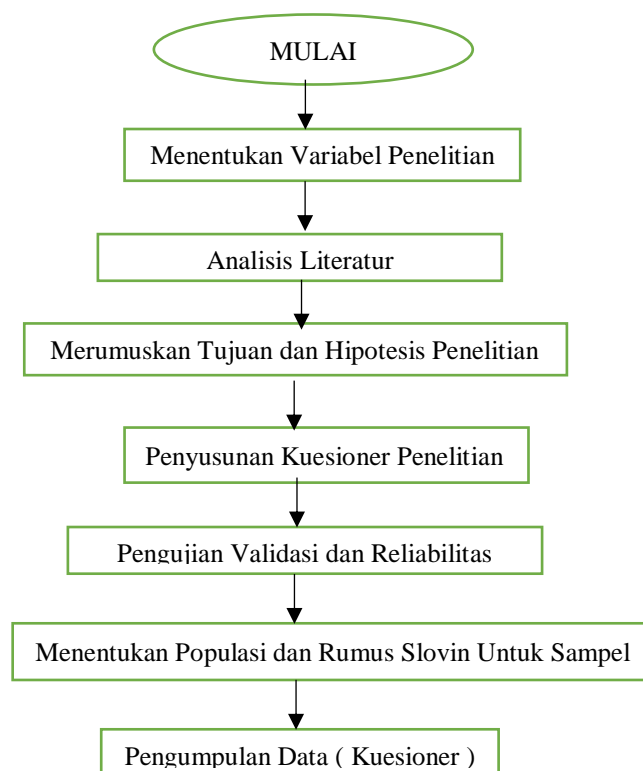 MULAI
Menentukan Variabel Penelitian
Analisis Literatur
Merumuskan Tujuan dan Hipotesis Penelitian
Penyusunan Kuesioner Penelitian
Pengujian Validasi dan Reliabilitas
Menentukan Populasi dan Rumus Slovin Untuk Sampel
Pengumpulan Data ( Kuesioner )